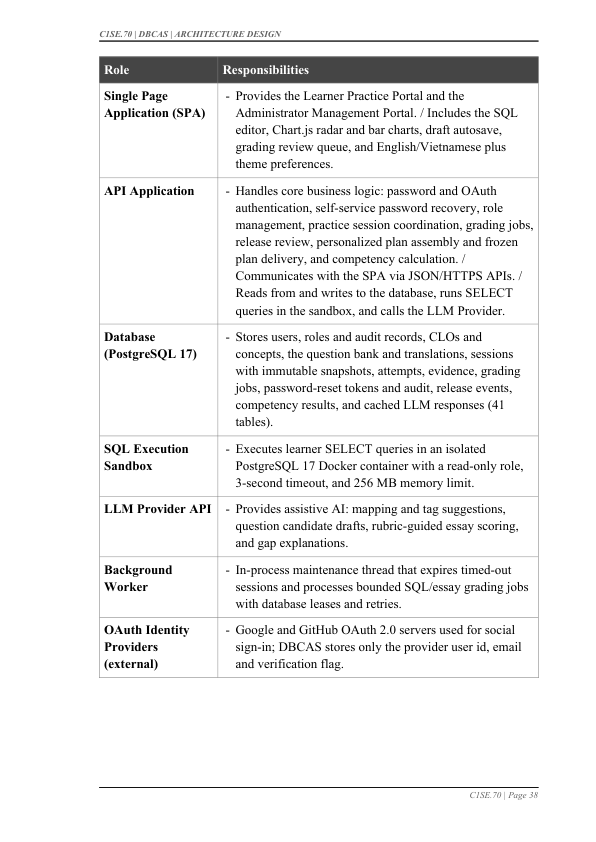 C1SE.70 | DBCAS | ARCHITECTURE DESIGN
Role Responsibilities
Single Page Application (SPA)
- Provides the Learner Practice Portal and the
Administrator Management Portal. / Includes the SQL
editor, Chart.js radar and bar charts, draft autosave,
grading review queue, and English/Vietnamese plus
theme preferences.
API Application
- Handles core business logic: password and OAuth
authentication, self-service password recovery, role
management, practice session coordination, grading jobs,
release review, personalized plan assembly and frozen
plan delivery, and competency calculation. /
Communicates with the SPA via JSON/HTTPS APIs. /
Reads from and writes to the database, runs SELECT
queries in the sandbox, and calls the LLM Provider.
Database
(PostgreSQL 17)
- Stores users, roles and audit records, CLOs and
concepts, the question bank and translations, sessions
with immutable snapshots, attempts, evidence, grading
jobs, password-reset tokens and audit, release events,
competency results, and cached LLM responses (41
tables).
SQL Execution
Sandbox
- Executes learner SELECT queries in an isolated
PostgreSQL 17 Docker container with a read-only role,
3-second timeout, and 256 MB memory limit.
LLM Provider API
- Provides assistive AI: mapping and tag suggestions,
question candidate drafts, rubric-guided essay scoring,
and gap explanations.
Background
Worker
- In-process maintenance thread that expires timed-out
sessions and processes bounded SQL/essay grading jobs
with database leases and retries.
OAuth Identity
Providers
(external)
- Google and GitHub OAuth 2.0 servers used for social
sign-in; DBCAS stores only the provider user id, email
and verification flag.
C1SE.70 | Page 38